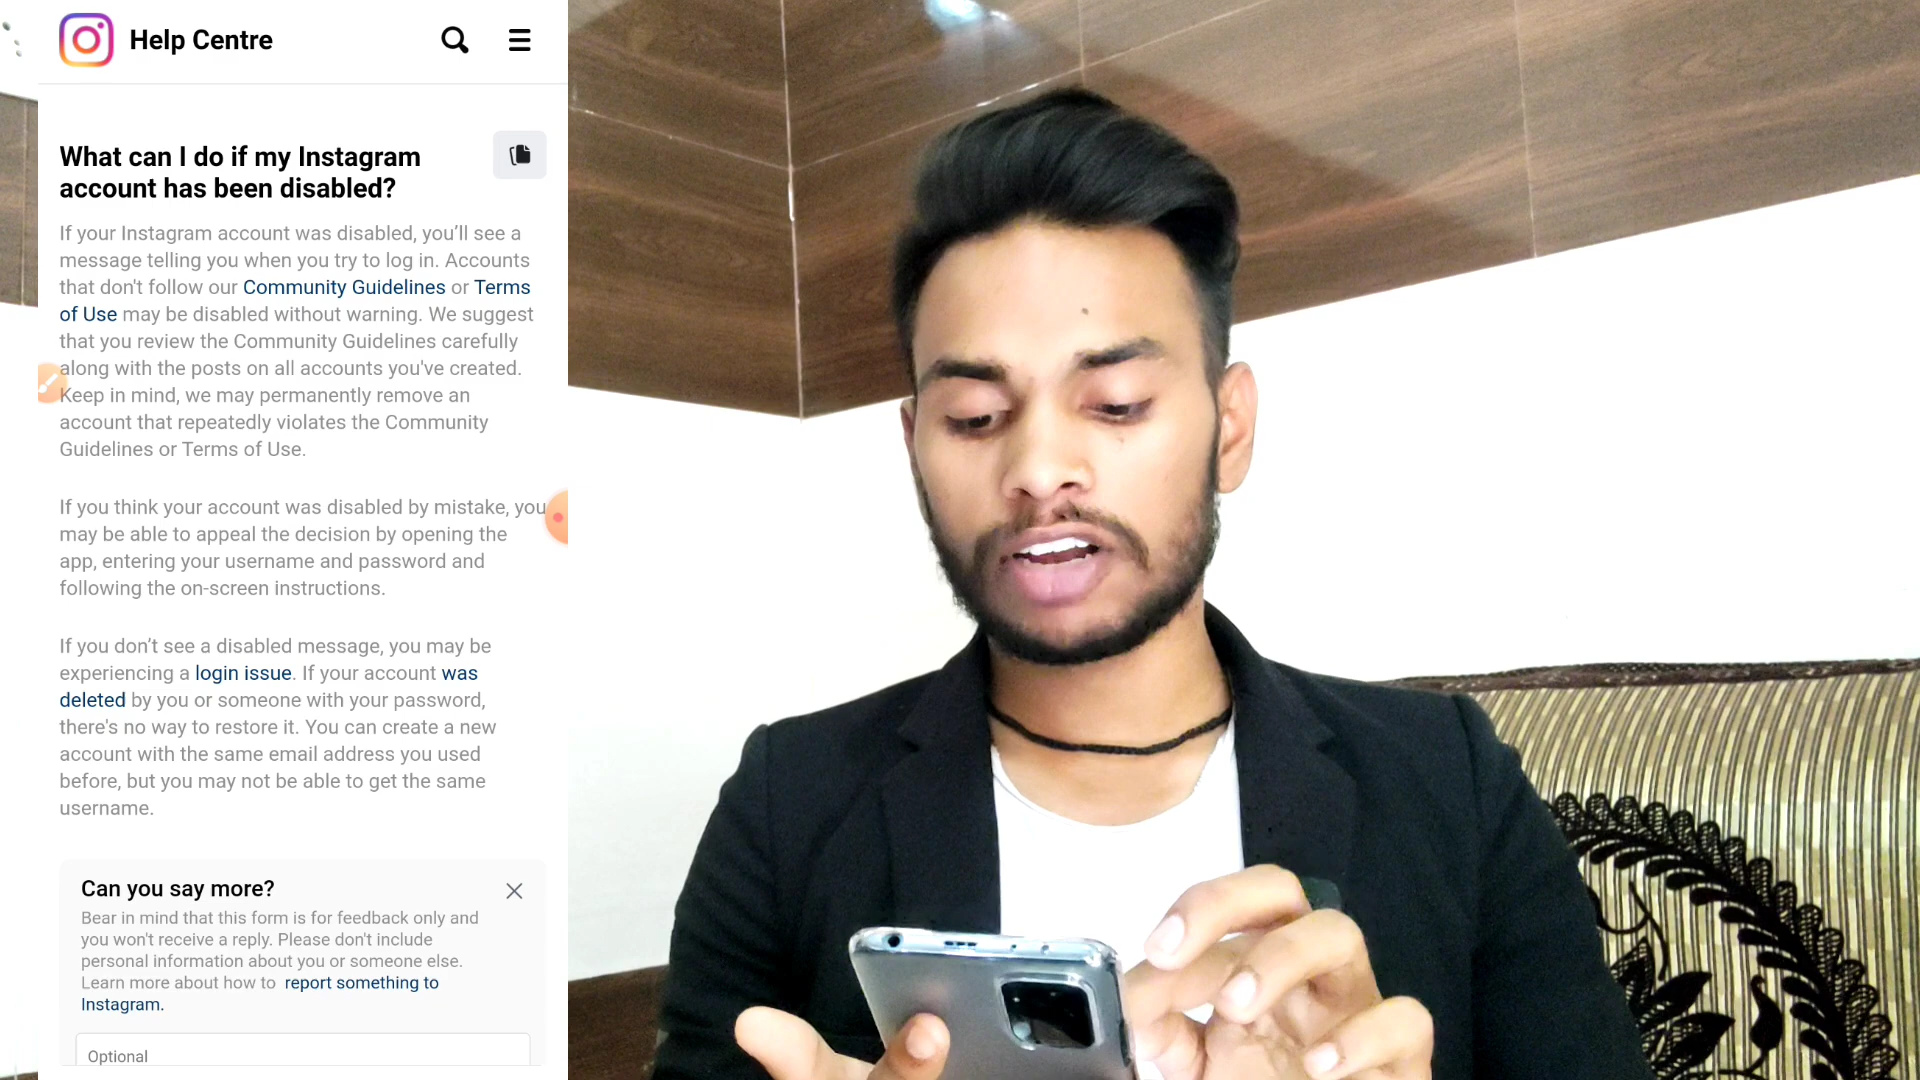 Help Centre
What can I do if my Instagram
account has been disabled?
If your Instagram account was disabled, you’ll see a
message telling you when you try to log in. Accounts
that don't follow our Community Guidelines or Terms
of Use may be disabled without warning. We suggest
that you review the Community Guidelines carefully
along with the posts on all accounts you've created.
Keep in mind, we may permanently remove an
account that repeatedly violates the Community
Guidelines or Terms of Use.
If you think your account was disabled by mistake, you
may be able to appeal the decision by opening the
app, entering your username and password and
following the on-screen instructions.
If you don’t see a disabled message, you may be
experiencing a login issue. If your account was
deleted by you or someone with your password,
there's no way to restore it. You can create a new
account with the same email address you used
before, but you may not be able to get the same
username.
Can you say more?
Bear in mind that this form is for feedback only and
you won't receive a reply. Please don't include
personal information about you or someone else.
Learn more about how to report something to
Instagram.
Optional